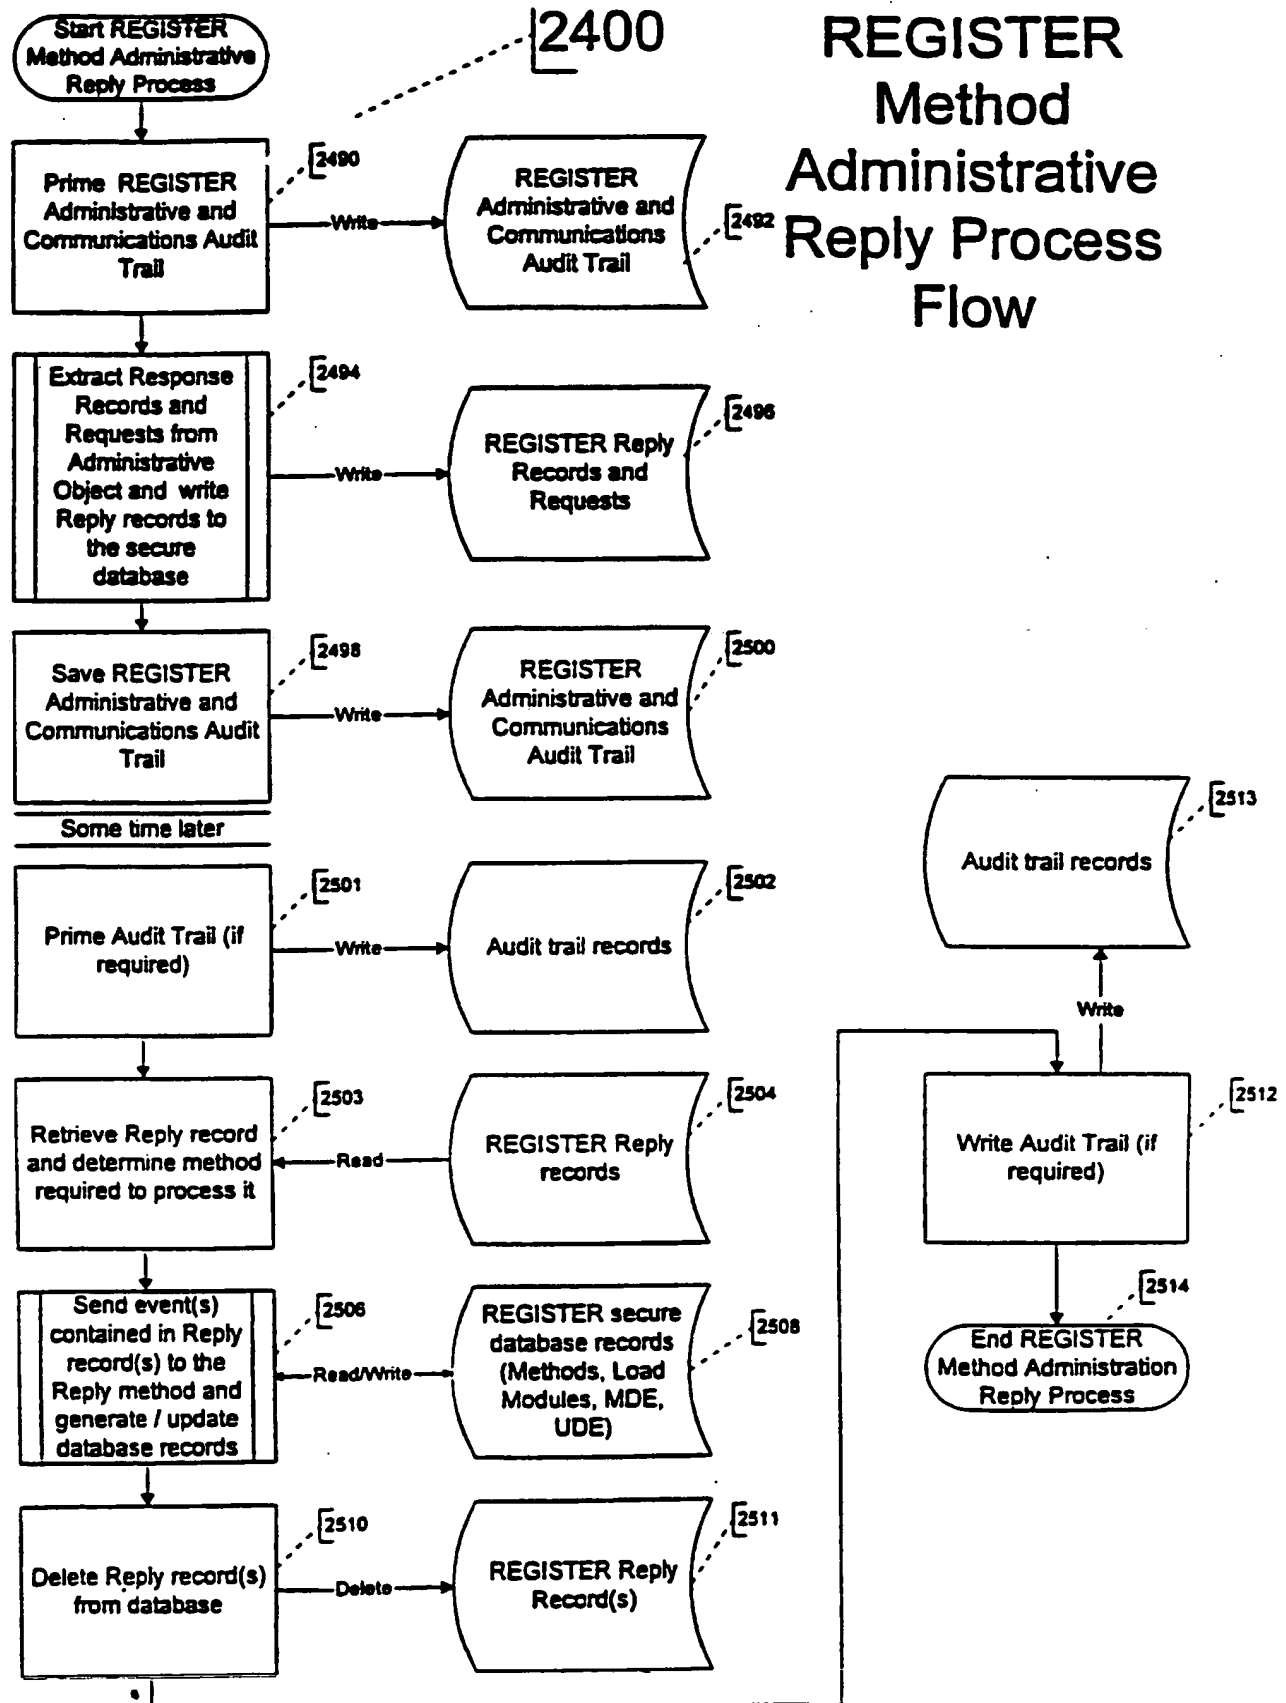 2400
REGISTER
Method
Administrative
Reply Process
Flow
Start REGISTER
Method Administrative
Reply Process
2490
Prime REGISTER
Administrative and
Communications Audit
Trail
Write
REGISTER
Administrative and
Communications
Audit Trail
2492
2494
Extract Response
Records and
Requests from
Administrative
Object and write
Reply records to
the secure
database
Write
REGISTER Reply
Records and
Requests
2496
2498
Save REGISTER
Administrative and
Communications Audit
Trail
Write
REGISTER
Administrative and
Communications
Audit Trail
2500
Some time later
2501
Prime Audit Trail (if
required)
Write
Audit trail records
2502
2503
Retrieve Reply record
and determine method
required to process it
Read
REGISTER Reply
records
2504
2506
Send event(s)
contained in Reply
record(s) to the
Reply method and
generate / update
database records
Read/Write
REGISTER secure
database records
(Methods, Load
Modules, MDE,
UDE)
2508
2510
Delete Reply record(s)
from database
Delete
REGISTER Reply
Record(s)
2511
2513
Audit trail records
Write
2512
Write Audit Trail (if
required)
2514
End REGISTER
Method Administration
Reply Process